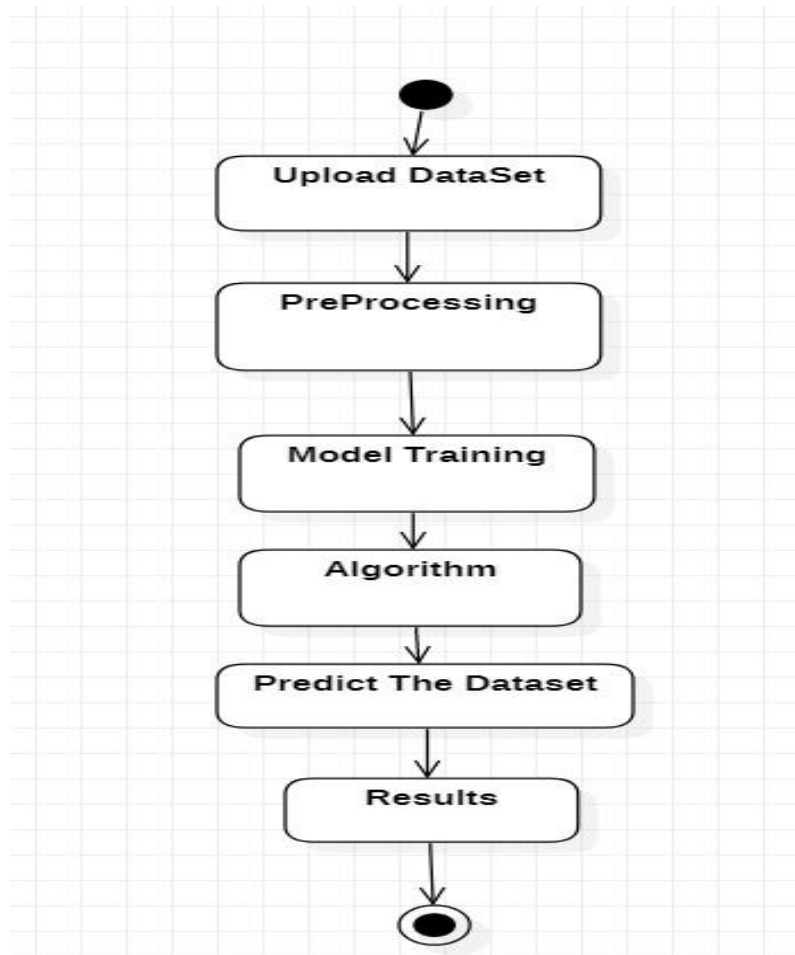 Upload DataSet
PreProcessing
Model Training
Algorithm
Predict The Dataset
Results